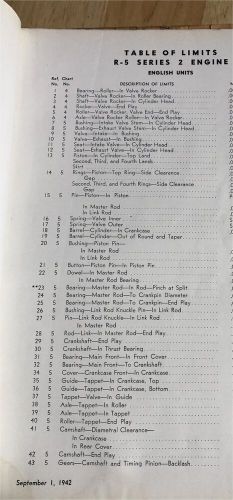 TABLE OF LIMITS
R-5 SERIES 2 ENGINE
ENGLISH UNITS
Ref. Chart
No. No. DESCRIPTION OF LIMITS
1 4 Bearing—Roller—In Valve Rocker
2 4 Shaft—Valve Rocker—In Roller Bearing
3 4 Shaft—Valve Rocker—In Cylinder Head
4 4 Rocker—Valve—End Play
5 4 Roller—Valve Rocker, Valve End—End Play
6 4 Axle—Valve Rocker Roller—In Valve Rocker
7 5 Bushing—Intake Valve Stem—In Cylinder Head
8 5 Bushing—Exhaust Valve Stem—In Cylinder Head
9 5 Valve—Intake—In Bushing
10 5 Valve—Exhaust—In Bushing
11 5 Seat—Intake Valve—In Cylinder Head
12 5 Seat—Exhaust Valve—In Cylinder Head
13 5 Piston—In Cylinder—Top Land
Second, Third and Fourth Lands
Skirt
14 5 Rings—Piston—Top Ring—Side Clearance
Gap
Second, Third, and Fourth Rings—Side Clearance
Gap
15 5 Pin—Piston—In Piston
In Master Rod
In Link Rod
16 5 Spring—Valve Inner
17 5 Spring—Valve Outer
18 5 Barrel—Cylinder—In Crankcase
19 5 Barrel—Cylinder—Out of Round and Taper
20 5 Bushing—Piston Pin—
In Master Rod
In Link Rod
21 5 Button—Piston Pin—In Piston Pin
22 5 Dowel—In Master Rod
In Master Rod Bearing
**23 5 Bearing—Master Rod—In Rod—Pinch at Split
24 5 Bearing—Master Rod—To Crankpin Diameter
25 5 Bearing—Master Rod—To Crankpin—End Play
26 5 Bushing—Link Rod Knuckle Pin—In Link Rod
27 5 Pin—Link Rod Knuckle—In Link Rod
In Master Rod
28 5 Rod—Link—In Master Rod—End Play
29 5 Crankshaft—End Play
30 5 Crankshaft—In Thrust Bearing
31 5 Bearing—Main Front—In Front Cover
32 5 Bearing—Main Front—To Crankshaft
34 5 Cover—Crankcase Front—In Crankcase
35 5 Guide—Tappet—In Crankcase, Top
36 5 Guide—Tappet—In Crankcase, Bottom
37 5 Tappet—Valve—In Guide
38 5 Axle—Tappet—In Roller
39 5 Axle—Tappet—In Tappet
40 5 Roller—Tappet—End Play
41 5 Camshaft—Diametral Clearance—
In Crankcase
In Rear Cover
42 5 Camshaft—End Play
43 5 Gears—Camshaft and Timing Pinion—Backlash
September 1, 1942